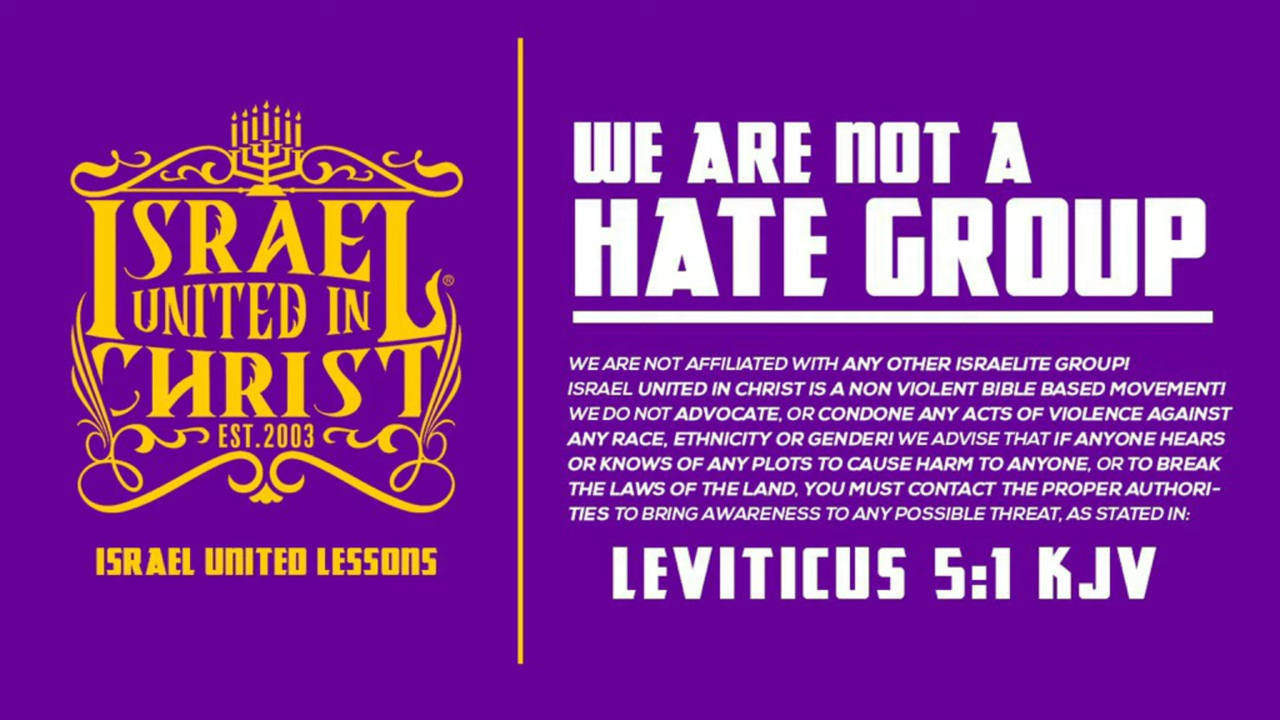 ISRAEL
UNITED IN
CHRIST
®
EST.2003
ISRAEL UNITED LESSONS
WE ARE NOT A
HATE GROUP
WE ARE NOT AFFILIATED WITH ANY OTHER ISRAELITE GROUP!
ISRAEL UNITED IN CHRIST IS A NON VIOLENT BIBLE BASED MOVEMENT!
WE DO NOT ADVOCATE, OR CONDONE ANY ACTS OF VIOLENCE AGAINST
ANY RACE, ETHNICITY OR GENDER! WE ADVISE THAT IF ANYONE HEARS
OR KNOWS OF ANY PLOTS TO CAUSE HARM TO ANYONE, OR TO BREAK
THE LAWS OF THE LAND, YOU MUST CONTACT THE PROPER AUTHORI-
TIES TO BRING AWARENESS TO ANY POSSIBLE THREAT, AS STATED IN:
LEVITICUS 5:1 KJV